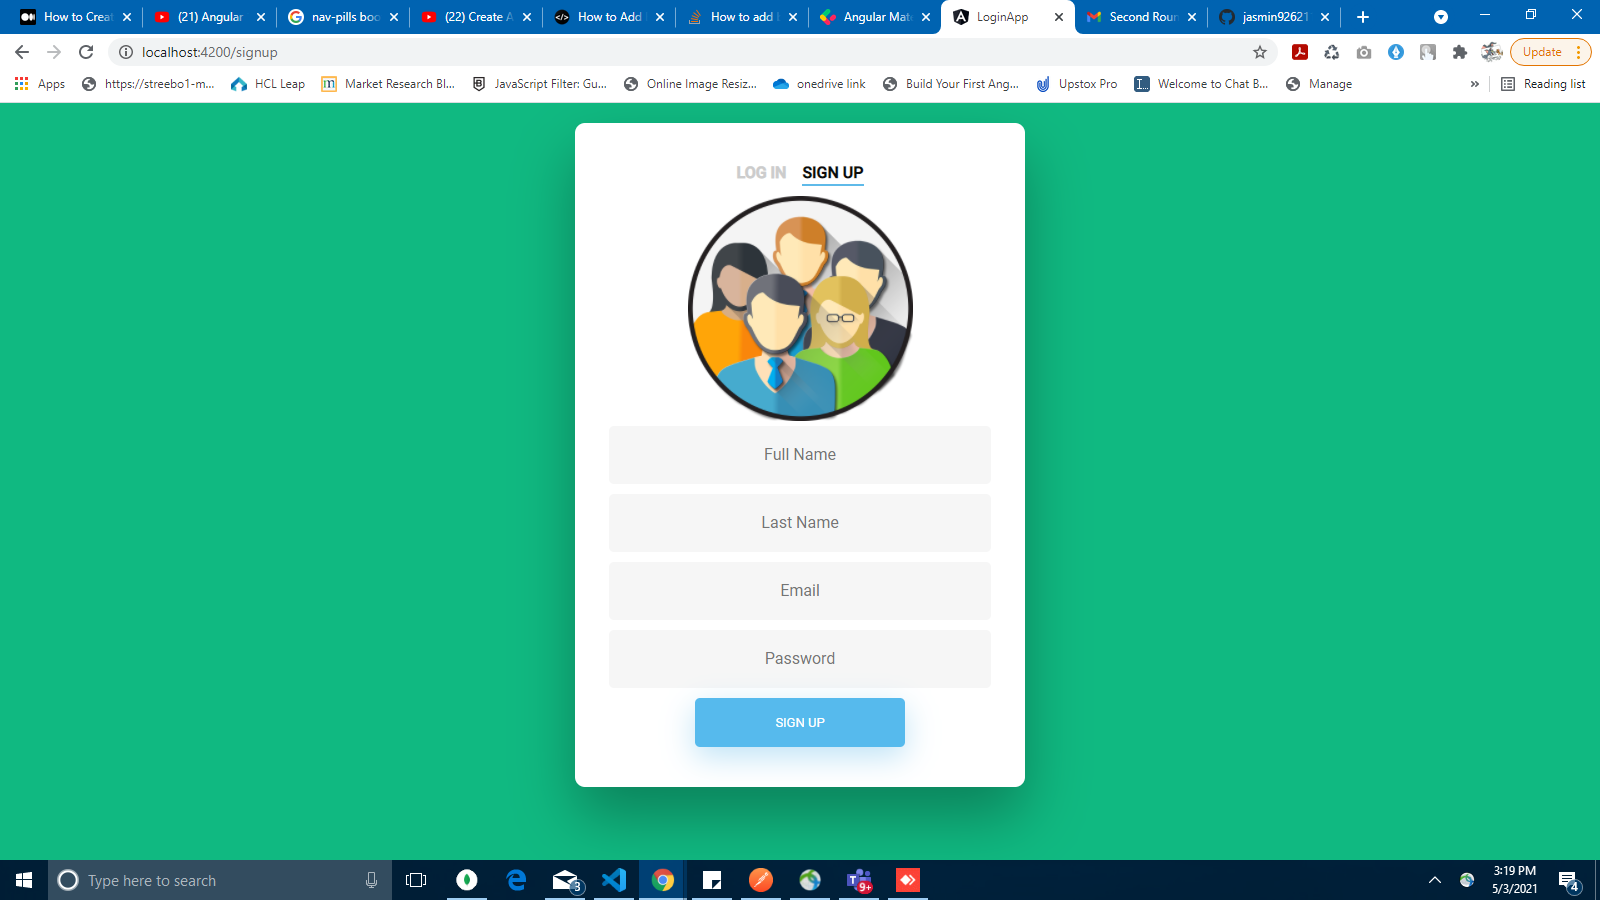 How to Creat
(21) Angular
nav-pills boo
(22) Create A
How to Add
How to add
Angular Mate
LoginApp
Second Roun
jasmin92621
localhost:4200/signup
Update
Apps
https://streebo1-m...
HCL Leap
m
Market Research Bl...
JavaScript Filter: Gu...
Online Image Resiz...
onedrive link
Build Your First Ang...
Upstox Pro
Welcome to Chat B...
Manage
»
Reading list
LOG IN
SIGN UP
Full Name
Last Name
Email
Password
SIGN UP
Type here to search
3
9+
3:19 PM
5/3/2021
4